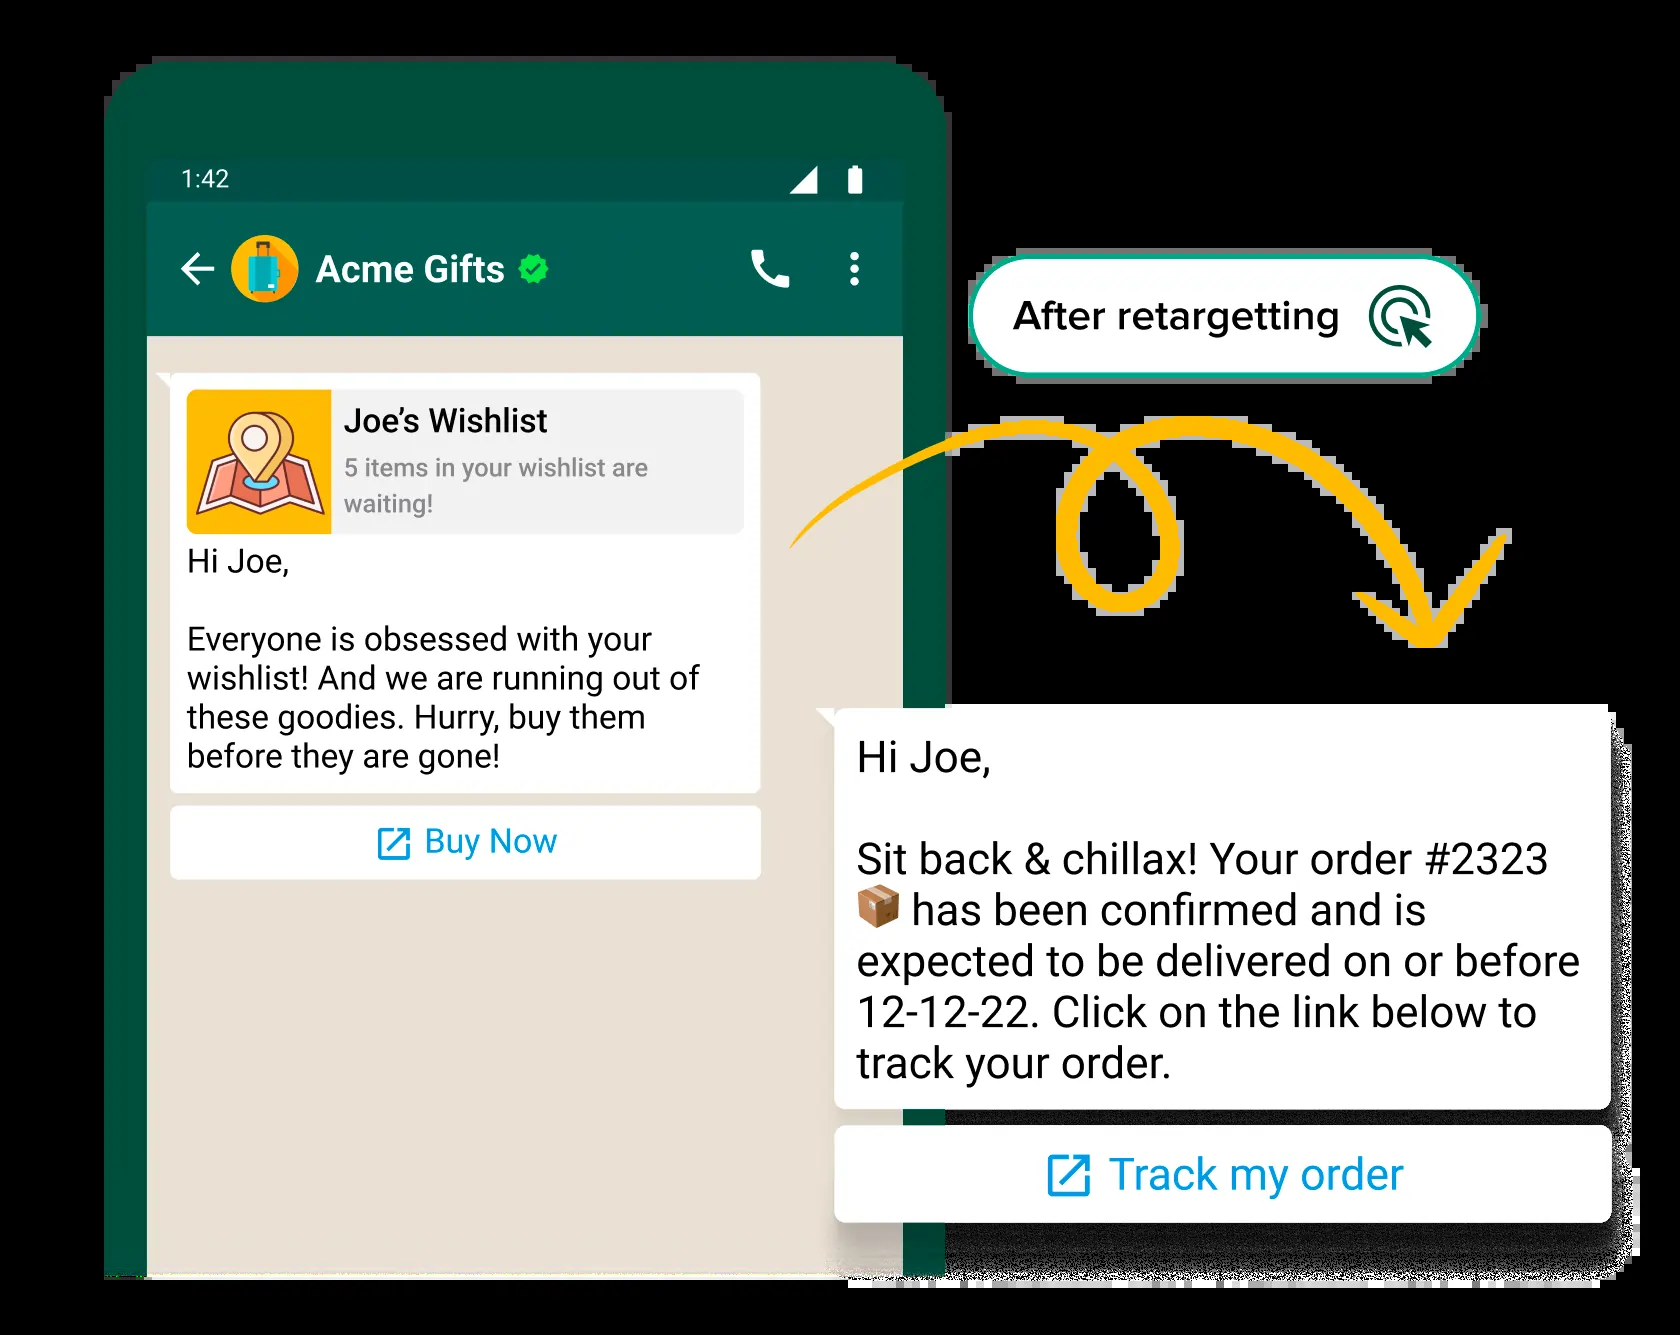 1:42
Acme Gifts
After retargetting
Joe’s Wishlist
5 items in your wishlist are
waiting!
Hi Joe,
Everyone is obsessed with your
wishlist! And we are running out of
these goodies. Hurry, buy them
before they are gone!
Buy Now
Hi Joe,
Sit back & chillax! Your order #2323
📦 has been confirmed and is
expected to be delivered on or before
12-12-22. Click on the link below to
track your order.
Track my order